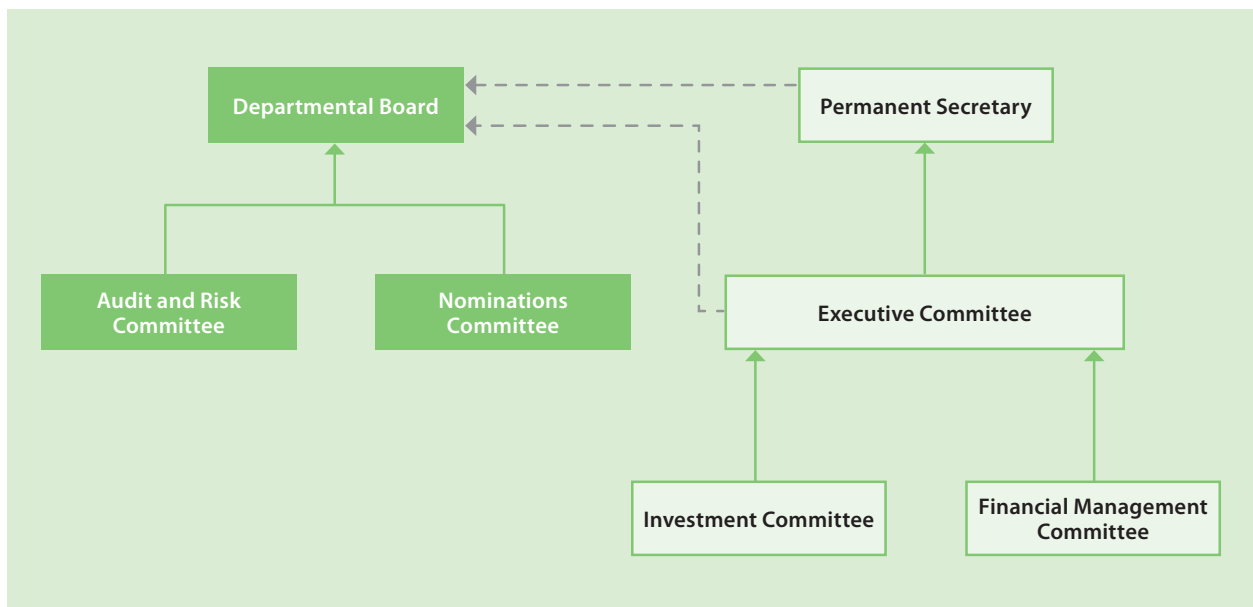 Departmental Board
Permanent Secretary
Audit and Risk
Committee
Nominations
Committee
Executive Committee
Investment Committee
Financial Management
Committee